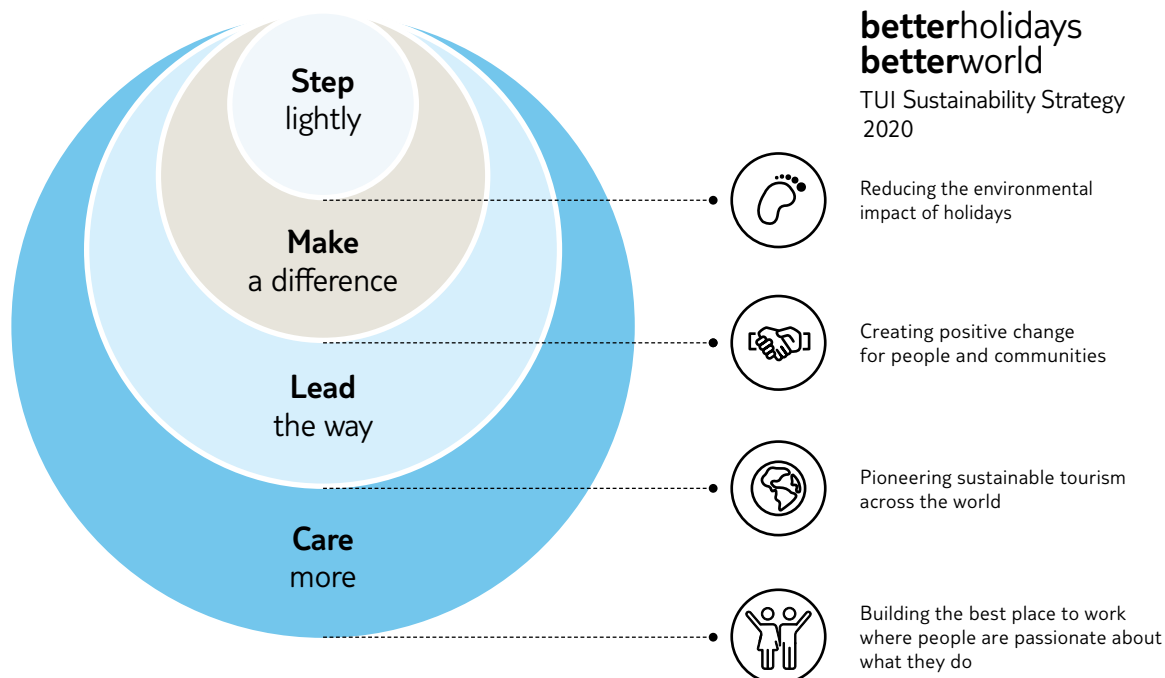 betterholidays
betterworld
TUI Sustainability Strategy
2020
Step
lightly
Reducing the environmental
impact of holidays
Make
a difference
Creating positive change
for people and communities
Lead
the way
Pioneering sustainable tourism
across the world
Care
more
Building the best place to work
where people are passionate about
what they do